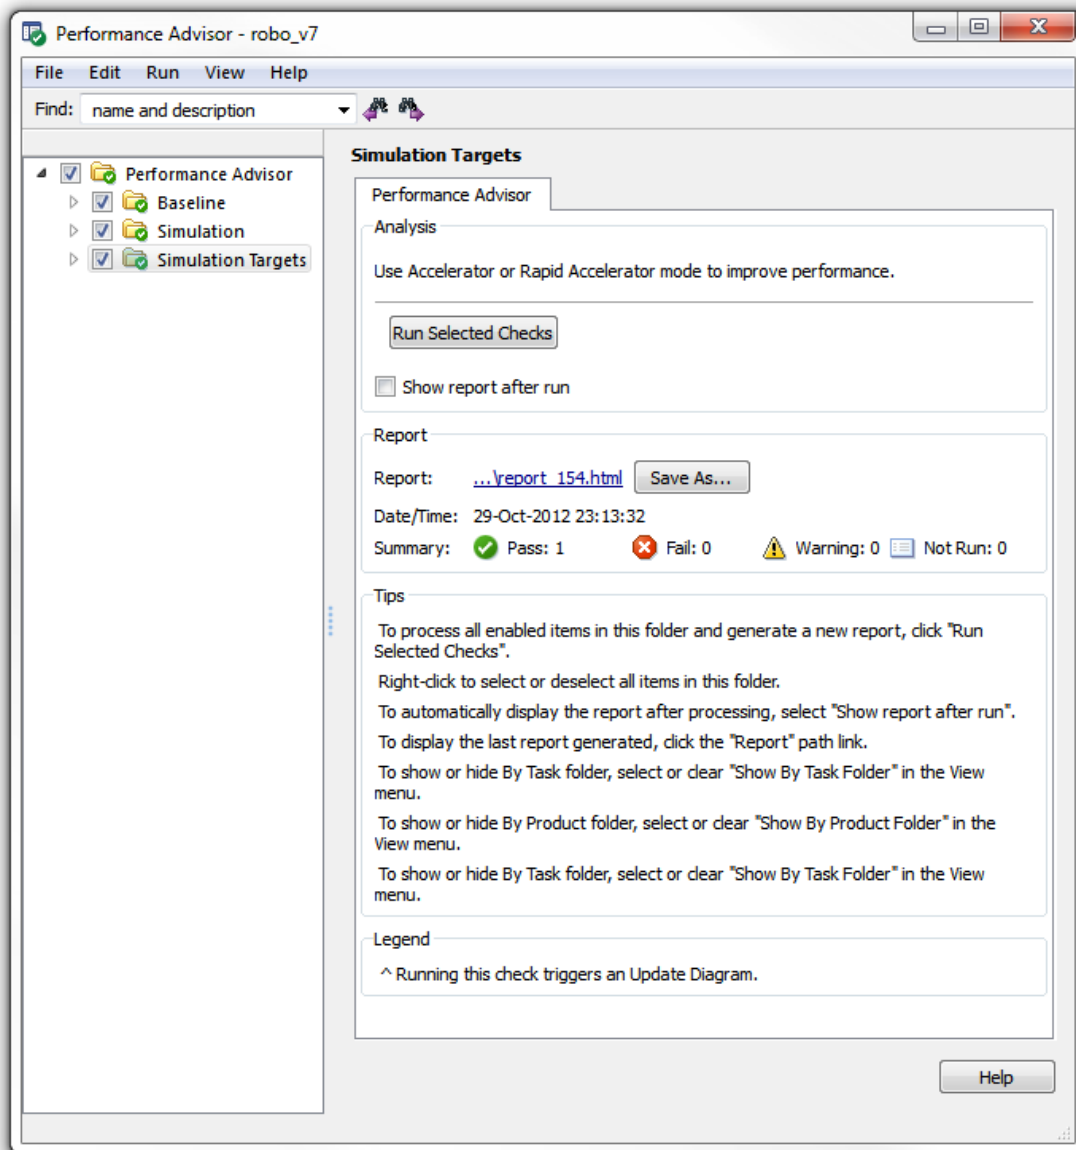 Performance Advisor - robo_v7
File Edit Run View Help
Find: name and description
Performance Advisor
Baseline
Simulation
Simulation Targets
Simulation Targets
Performance Advisor
Analysis
Use Accelerator or Rapid Accelerator mode to improve performance.
Run Selected Checks
Show report after run
Report
Report: ...\report_154.html Save As...
Date/Time: 29-Oct-2012 23:13:32
Summary: Pass: 1 Fail: 0 Warning: 0 Not Run: 0
Tips
To process all enabled items in this folder and generate a new report, click "Run
Selected Checks".
Right-click to select or deselect all items in this folder.
To automatically display the report after processing, select "Show report after run".
To display the last report generated, click the "Report" path link.
To show or hide By Task folder, select or clear "Show By Task Folder" in the View
menu.
To show or hide By Product folder, select or clear "Show By Product Folder" in the
View menu.
To show or hide By Task folder, select or clear "Show By Task Folder" in the View
menu.
Legend
^ Running this check triggers an Update Diagram.
Help